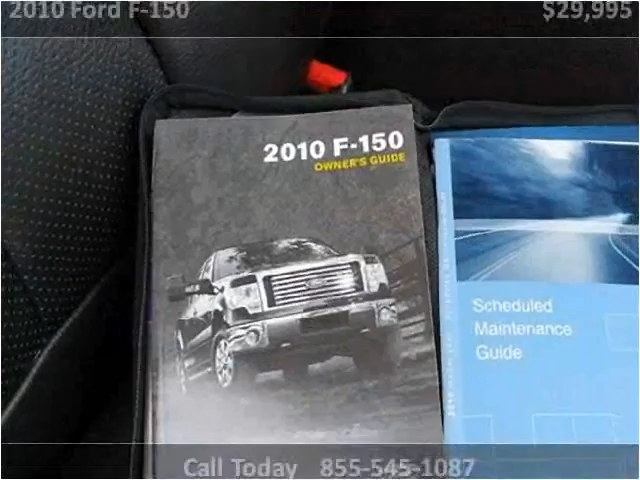 2010 Ford F-150
$29,995
2010 F-150
OWNER'S GUIDE
Scheduled
Maintenance
Guide
Call Today 855-545-1087